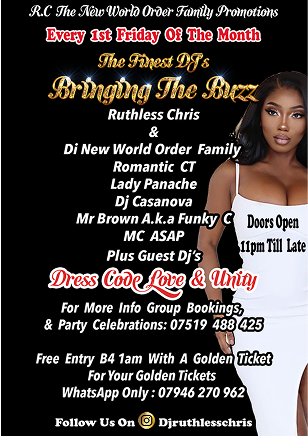 R.C The New World Order Family Promotions
Every 1st Friday Of The Month
The Finest DJ's
Bringing The Buzz
Ruthless Chris
&
Di New World Order Family
Romantic CT
Lady Panache
Dj Casanova
Mr Brown A.k.a Funky C
MC ASAP
Plus Guest Dj's
Doors Open
11pm Till Late
Dress Code Love & Unity
For More Info Group Bookings,
& Party Celebrations: 07519 488 425
Free Entry B4 1am With A Golden Ticket
For Your Golden Tickets
WhatsApp Only : 07946 270 962
Follow Us On Djruthlesschris